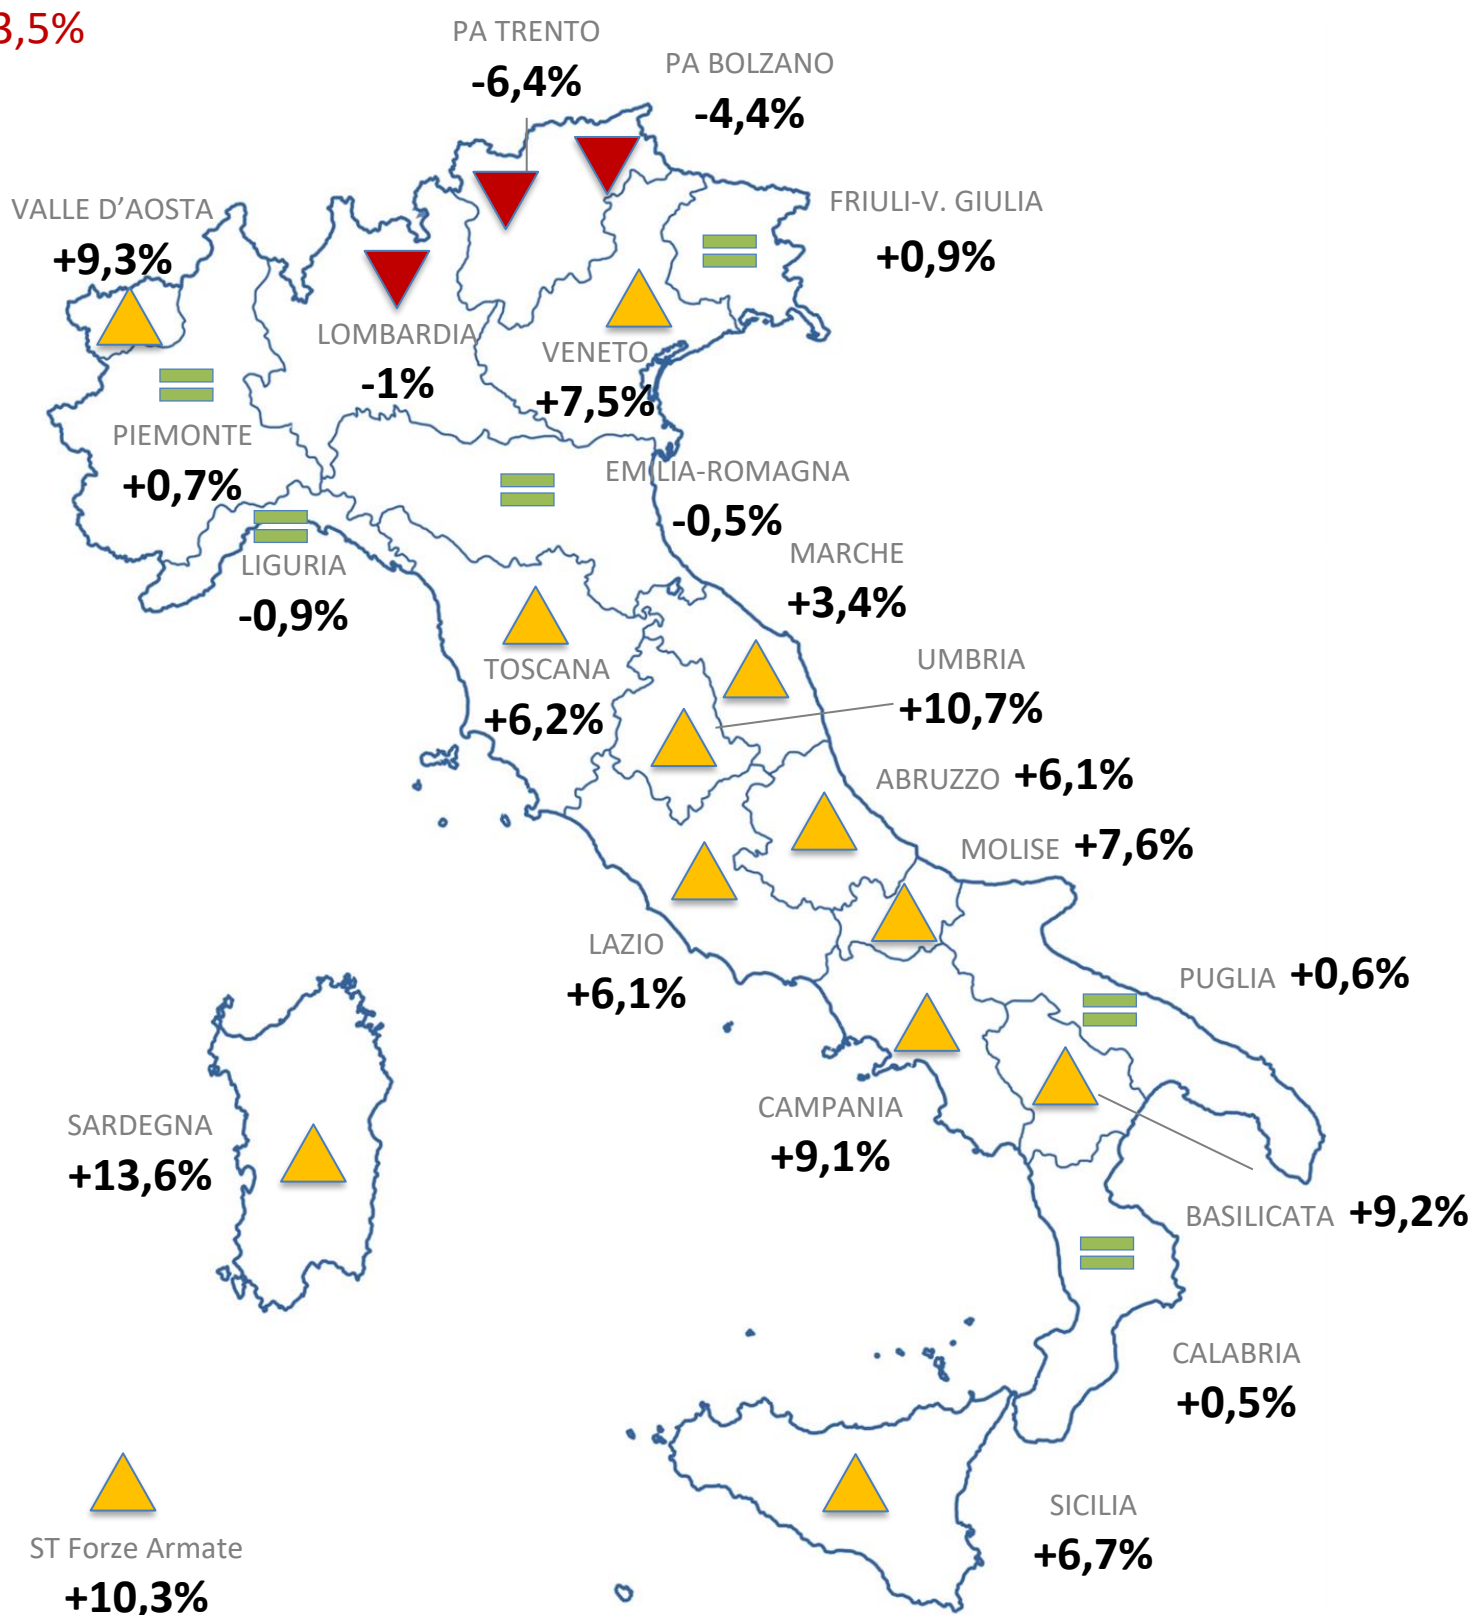 3,5%
PA TRENTO
-6,4%
PA BOLZANO
-4,4%
VALLE D’AOSTA
+9,3%
FRIULI-V. GIULIA
+0,9%
LOMBARDIA
-1%
VENETO
+7,5%
PIEMONTE
+0,7%
EMILIA-ROMAGNA
-0,5%
LIGURIA
-0,9%
MARCHE
+3,4%
TOSCANA
+6,2%
UMBRIA
+10,7%
ABRUZZO +6,1%
MOLISE +7,6%
LAZIO
+6,1%
PUGLIA +0,6%
SARDEGNA
+13,6%
CAMPANIA
+9,1%
BASILICATA +9,2%
CALABRIA
+0,5%
SICILIA
+6,7%
ST Forze Armate
+10,3%